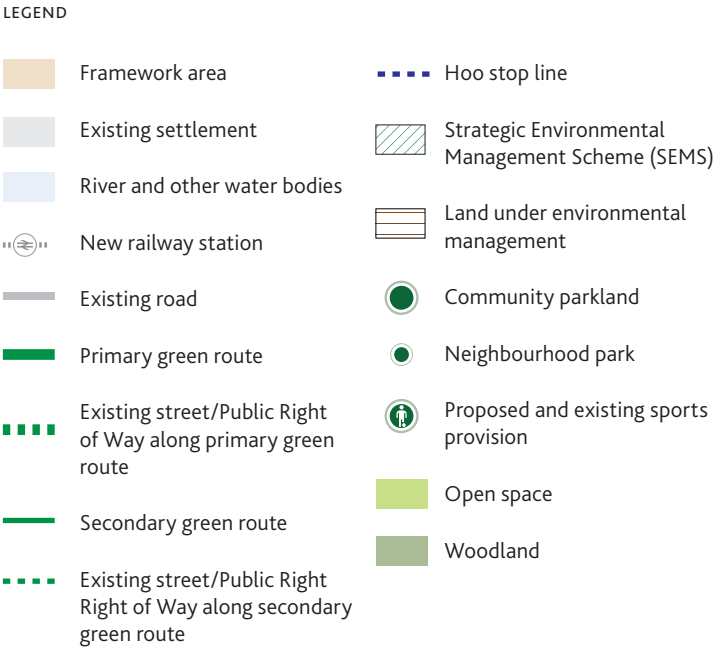 LEGEND
Framework area
Existing settlement
River and other water bodies
New railway station
Existing road
Primary green route
Existing street/Public Right
of Way along primary green
route
Secondary green route
Existing street/Public Right
Right of Way along secondary
green route
Hoo stop line
Strategic Environmental
Management Scheme (SEMS)
Land under environmental
management
Community parkland
Neighbourhood park
Proposed and existing sports
provision
Open space
Woodland